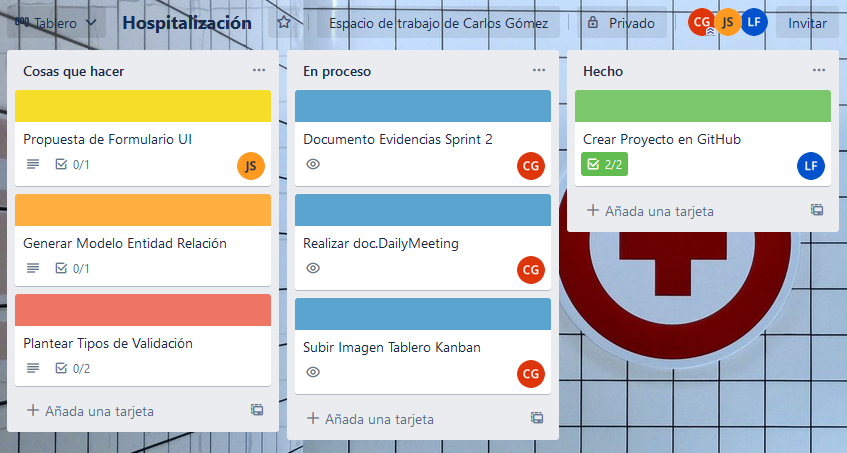 Tablero Hospitalización Espacio de trabajo de Carlos Gómez Privado CG JS LF Invitar
Cosas que hacer
Propuesta de Formulario UI
0/1 JS
Generar Modelo Entidad Relación
0/1
Plantear Tipos de Validación
0/2
Añada una tarjeta
En proceso
Documento Evidencias Sprint 2
CG
Realizar doc.DailyMeeting
CG
Subir Imagen Tablero Kanban
CG
Añada una tarjeta
Hecho
Crear Proyecto en GitHub
2/2 LF
Añada una tarjeta